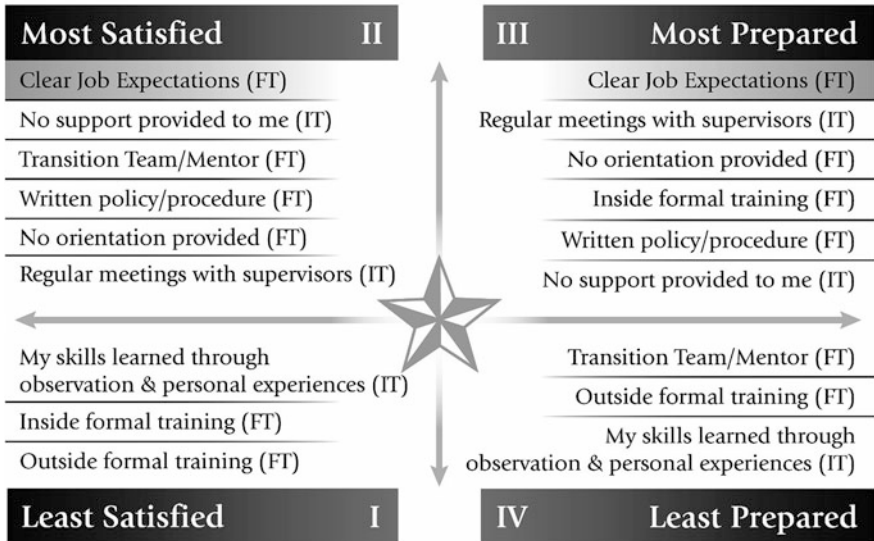 Most Satisfied II
Clear Job Expectations (FT)
No support provided to me (IT)
Transition Team/Mentor (FT)
Written policy/procedure (FT)
No orientation provided (FT)
Regular meetings with supervisors (IT)
III Most Prepared
Clear Job Expectations (FT)
Regular meetings with supervisors (IT)
No orientation provided (FT)
Inside formal training (FT)
Written policy/procedure (FT)
No support provided to me (IT)
My skills learned through
observation & personal experiences (IT)
Inside formal training (FT)
Outside formal training (FT)
Least Satisfied I
Transition Team/Mentor (FT)
Outside formal training (FT)
My skills learned through
observation & personal experiences (IT)
IV Least Prepared